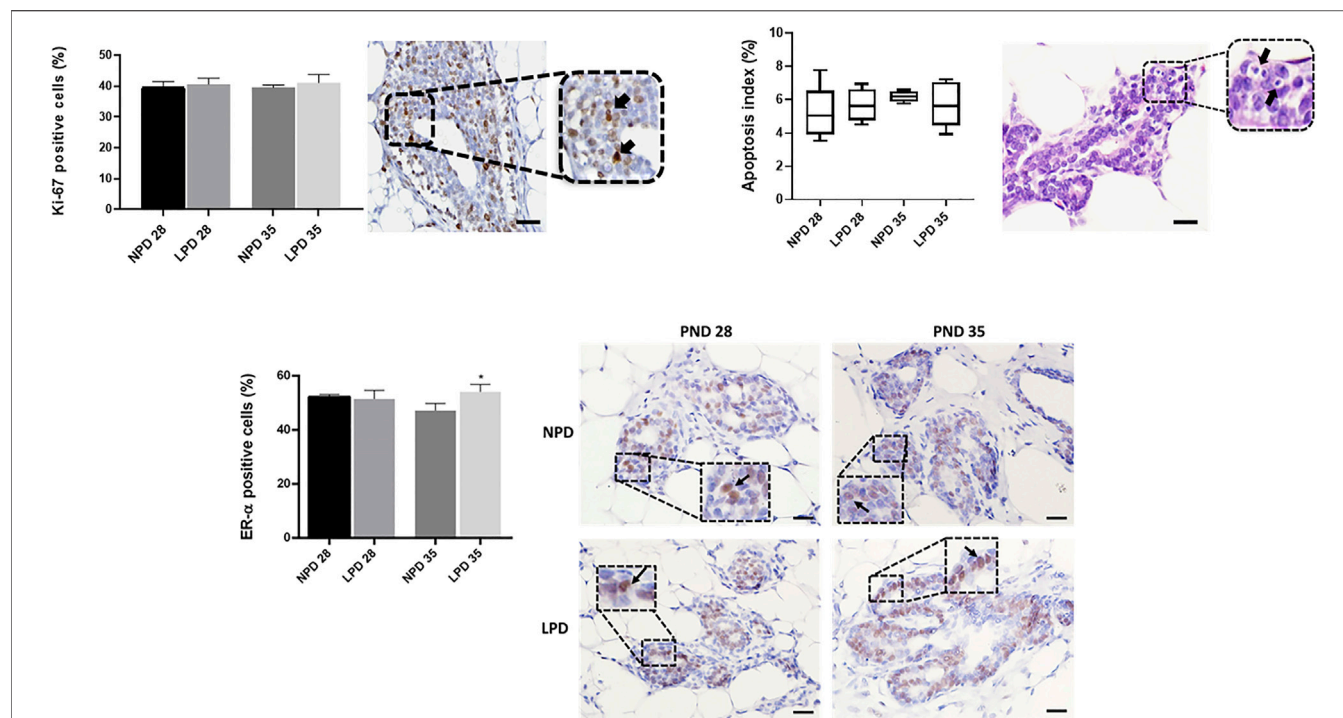 Ki-67 positive cells (%)
50
40
30
20
10
0
NPD 28
LPD 28
NPD 35
LPD 35
Apoptosis index (%)
10
8
6
4
2
0
NPD 28
LPD 28
NPD 35
LPD 35
ER-α positive cells (%)
60
40
20
0
*
NPD 28
LPD 28
NPD 35
LPD 35
PND 28
PND 35
NPD
LPD